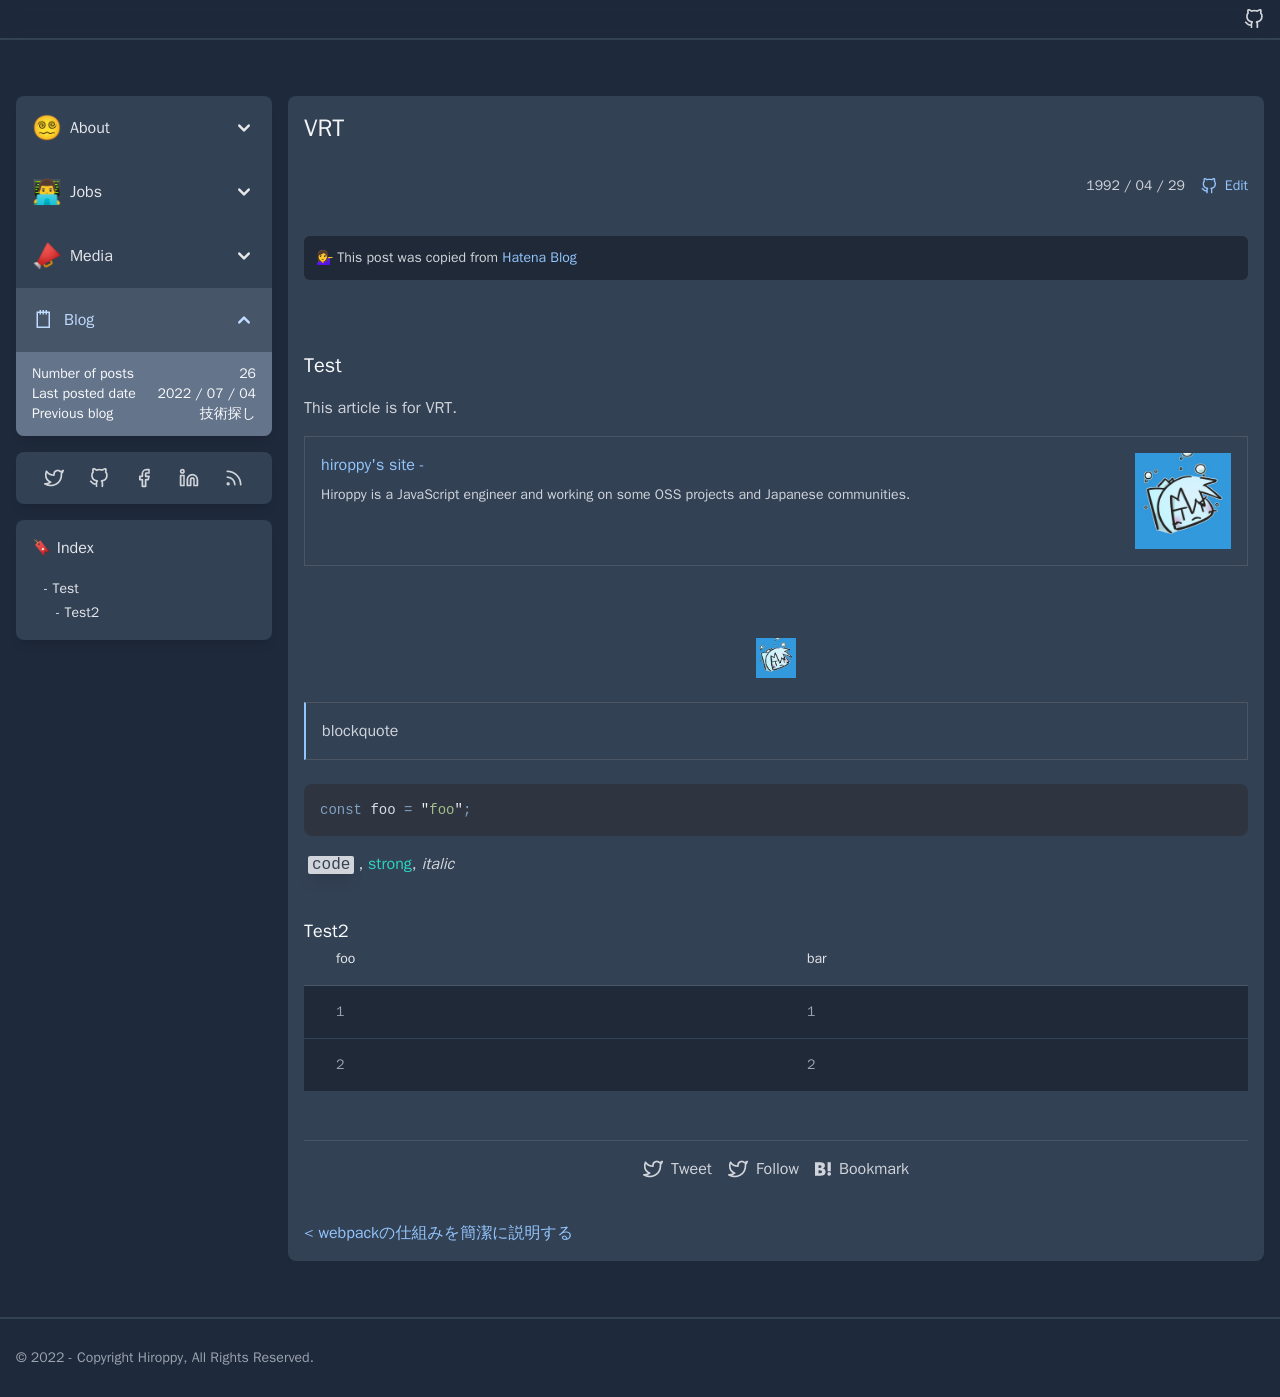 About
Jobs
Media
Blog
Number of posts 26
Last posted date 2022 / 07 / 04
Previous blog 技術探し
Index
- Test
- Test2
VRT
1992 / 04 / 29 Edit
This post was copied from Hatena Blog
Test
This article is for VRT.
hiroppy's site -
Hiroppy is a JavaScript engineer and working on some OSS projects and Japanese communities.
blockquote
const foo = "foo";
code , strong, italic
Test2
foo bar
1 1
2 2
Tweet Follow B! Bookmark
< webpackの仕組みを簡潔に説明する
© 2022 - Copyright Hiroppy, All Rights Reserved.